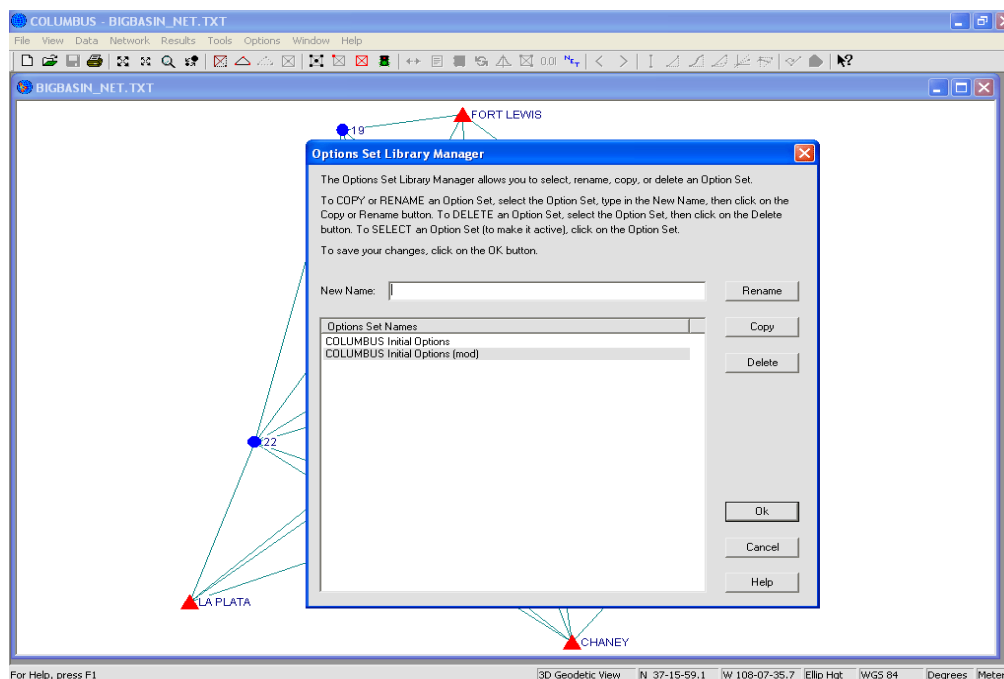 COLUMBUS - BIGBASIN_NET.TXT
File View Data Network Results Tools Options Window Help
0.01 NET
BIGBASIN_NET.TXT
FORT LEWIS
19
Options Set Library Manager
The Options Set Library Manager allows you to select, rename, copy, or delete an Option Set.
To COPY or RENAME an Option Set, select the Option Set, type in the New Name, then click on the
Copy or Rename button. To DELETE an Option Set, select the Option Set, then click on the Delete
button. To SELECT an Option Set (to make it active), click on the Option Set.
To save your changes, click on the OK button.
New Name:
Rename
Options Set Names
Copy
COLUMBUS Initial Options
COLUMBUS Initial Options (mod)
Delete
22
Ok
Cancel
Help
LA PLATA
CHANEY
For Help, press F1
3D Geodetic View N 37-15-59.1 W 108-07-35.7 Ellip Hgt WGS 84 Degrees Meter